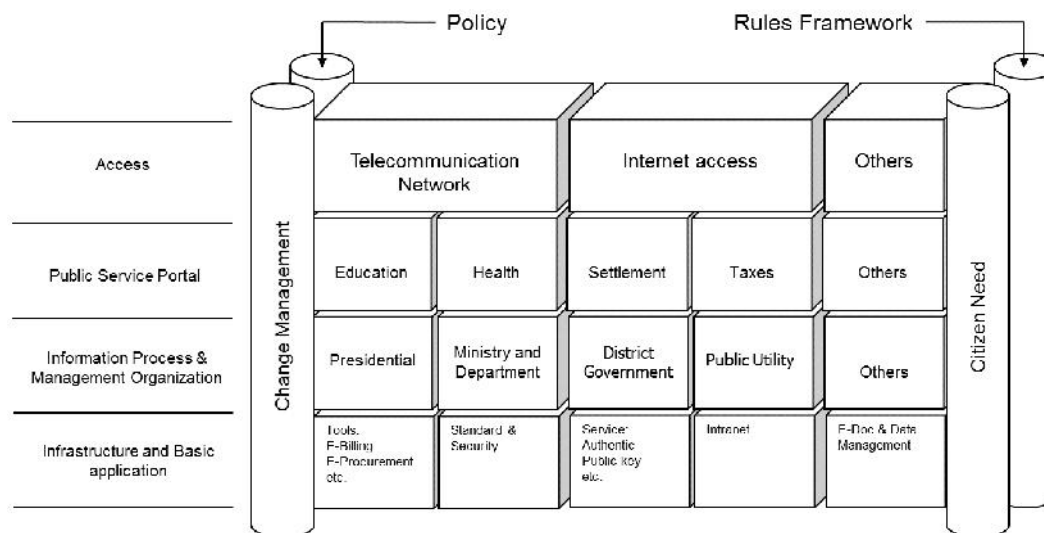 Policy
Rules Framework
Change Management
Citizen Need
Access
Telecommunication
Network
Internet access
Others
Public Service Portal
Education
Health
Settlement
Taxes
Others
Information Process &
Management Organization
Presidential
Ministry and
Department
District
Government
Public Utility
Others
Infrastructure and Basic
application
Tools.
E-Billing
E-Procurement
etc.
Standard &
Security
Service:
Authentic
Public key
etc.
Intranet
E-Doc & Data
Management